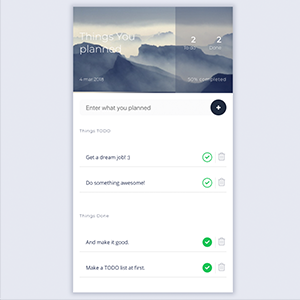 Things You
planned
2
To do
2
Done
4 mar.2018
50% completed
Enter what you planned
+
Things TODO
Get a dream job! :)
Do something awesome!
Things Done
And make it good.
Make a TODO list at first.